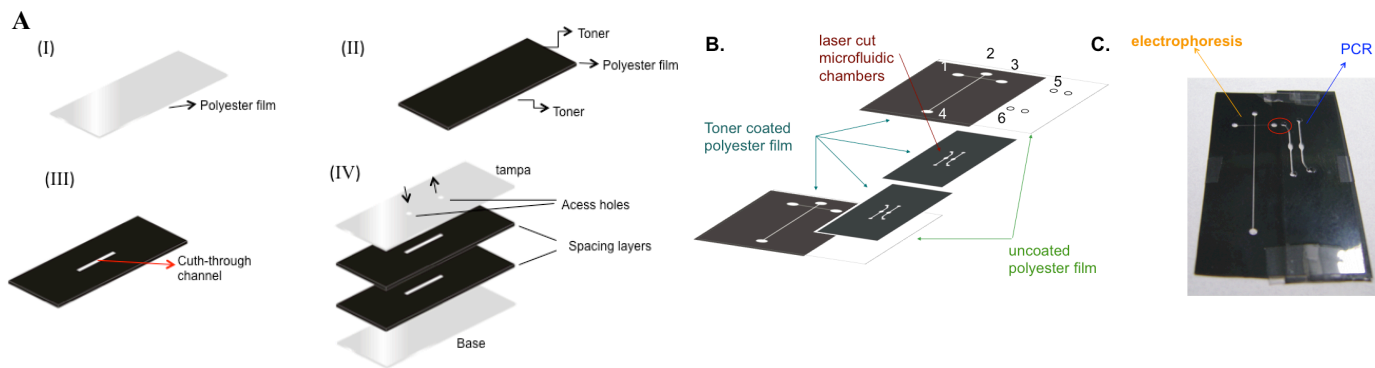 A
(I)
Polyester film
(II)
Toner
Polyester film
Toner
(III)
Cuth-through
channel
(IV)
tampa
Acess holes
Spacing layers
Base
B.
laser cut
microfluidic
chambers
1
2
3
4
5
6
Toner coated
polyester film
uncoated
polyester film
C.
electrophoresis
PCR